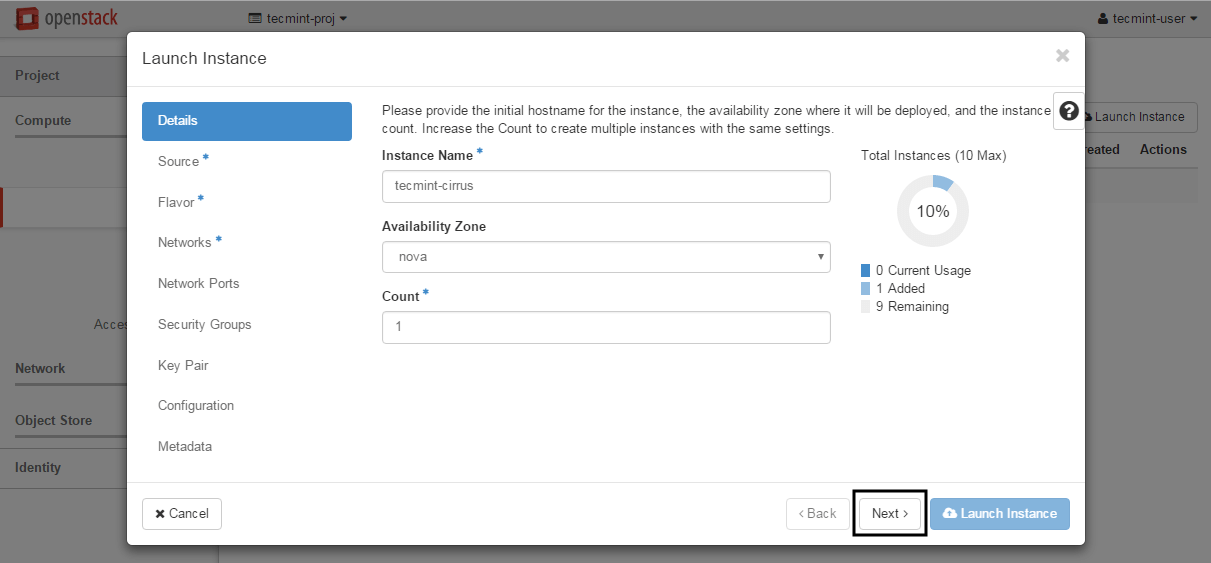 openstack
tecmint-proj
tecmint-user
Launch Instance
Project
Compute
Network
Object Store
Identity
Details
Source *
Flavor *
Networks *
Network Ports
Security Groups
Key Pair
Configuration
Metadata
Please provide the initial hostname for the instance, the availability zone where it will be deployed, and the instance
count. Increase the Count to create multiple instances with the same settings.
Instance Name *
tecmint-cirrus
Availability Zone
nova
Count *
1
Total Instances (10 Max)
10%
0 Current Usage
1 Added
9 Remaining
?
Launch Instance
Actions
Cancel
‹ Back
Next ›
Launch Instance